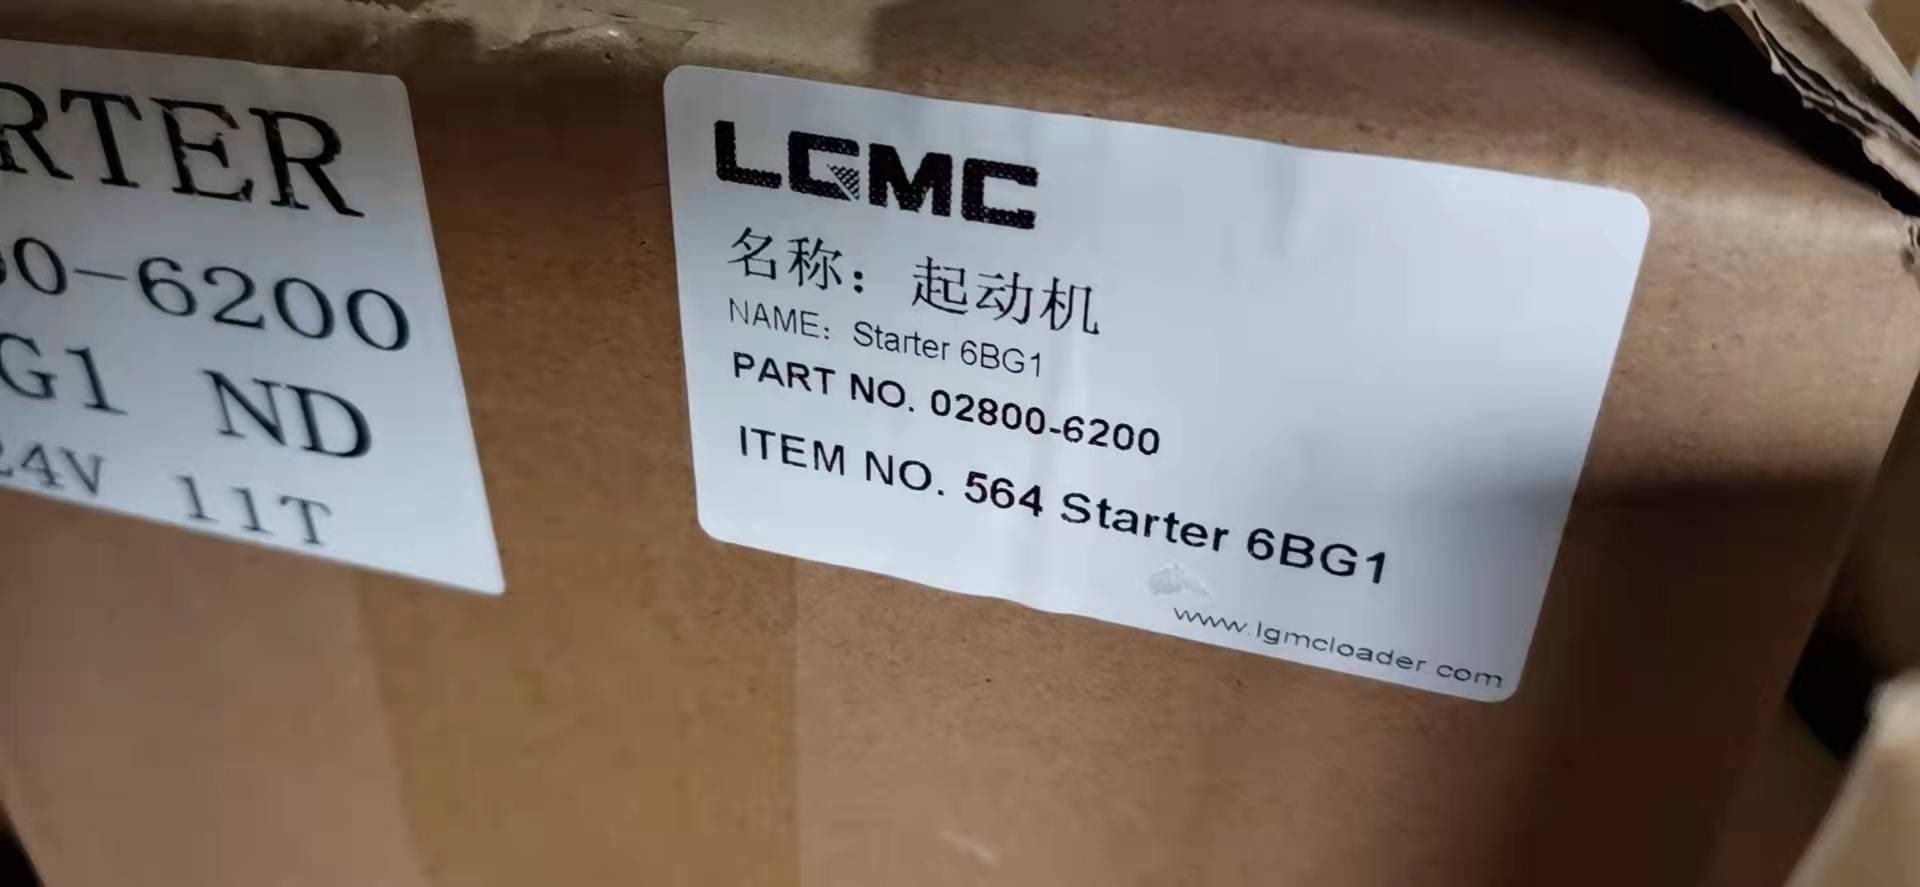 RTER
0-6200
G1 ND
24V 11T
LGMC
名称：起动机
NAME: Starter 6BG1
PART NO. 02800-6200
ITEM NO. 564 Starter 6BG1
www.lgmcloader.com